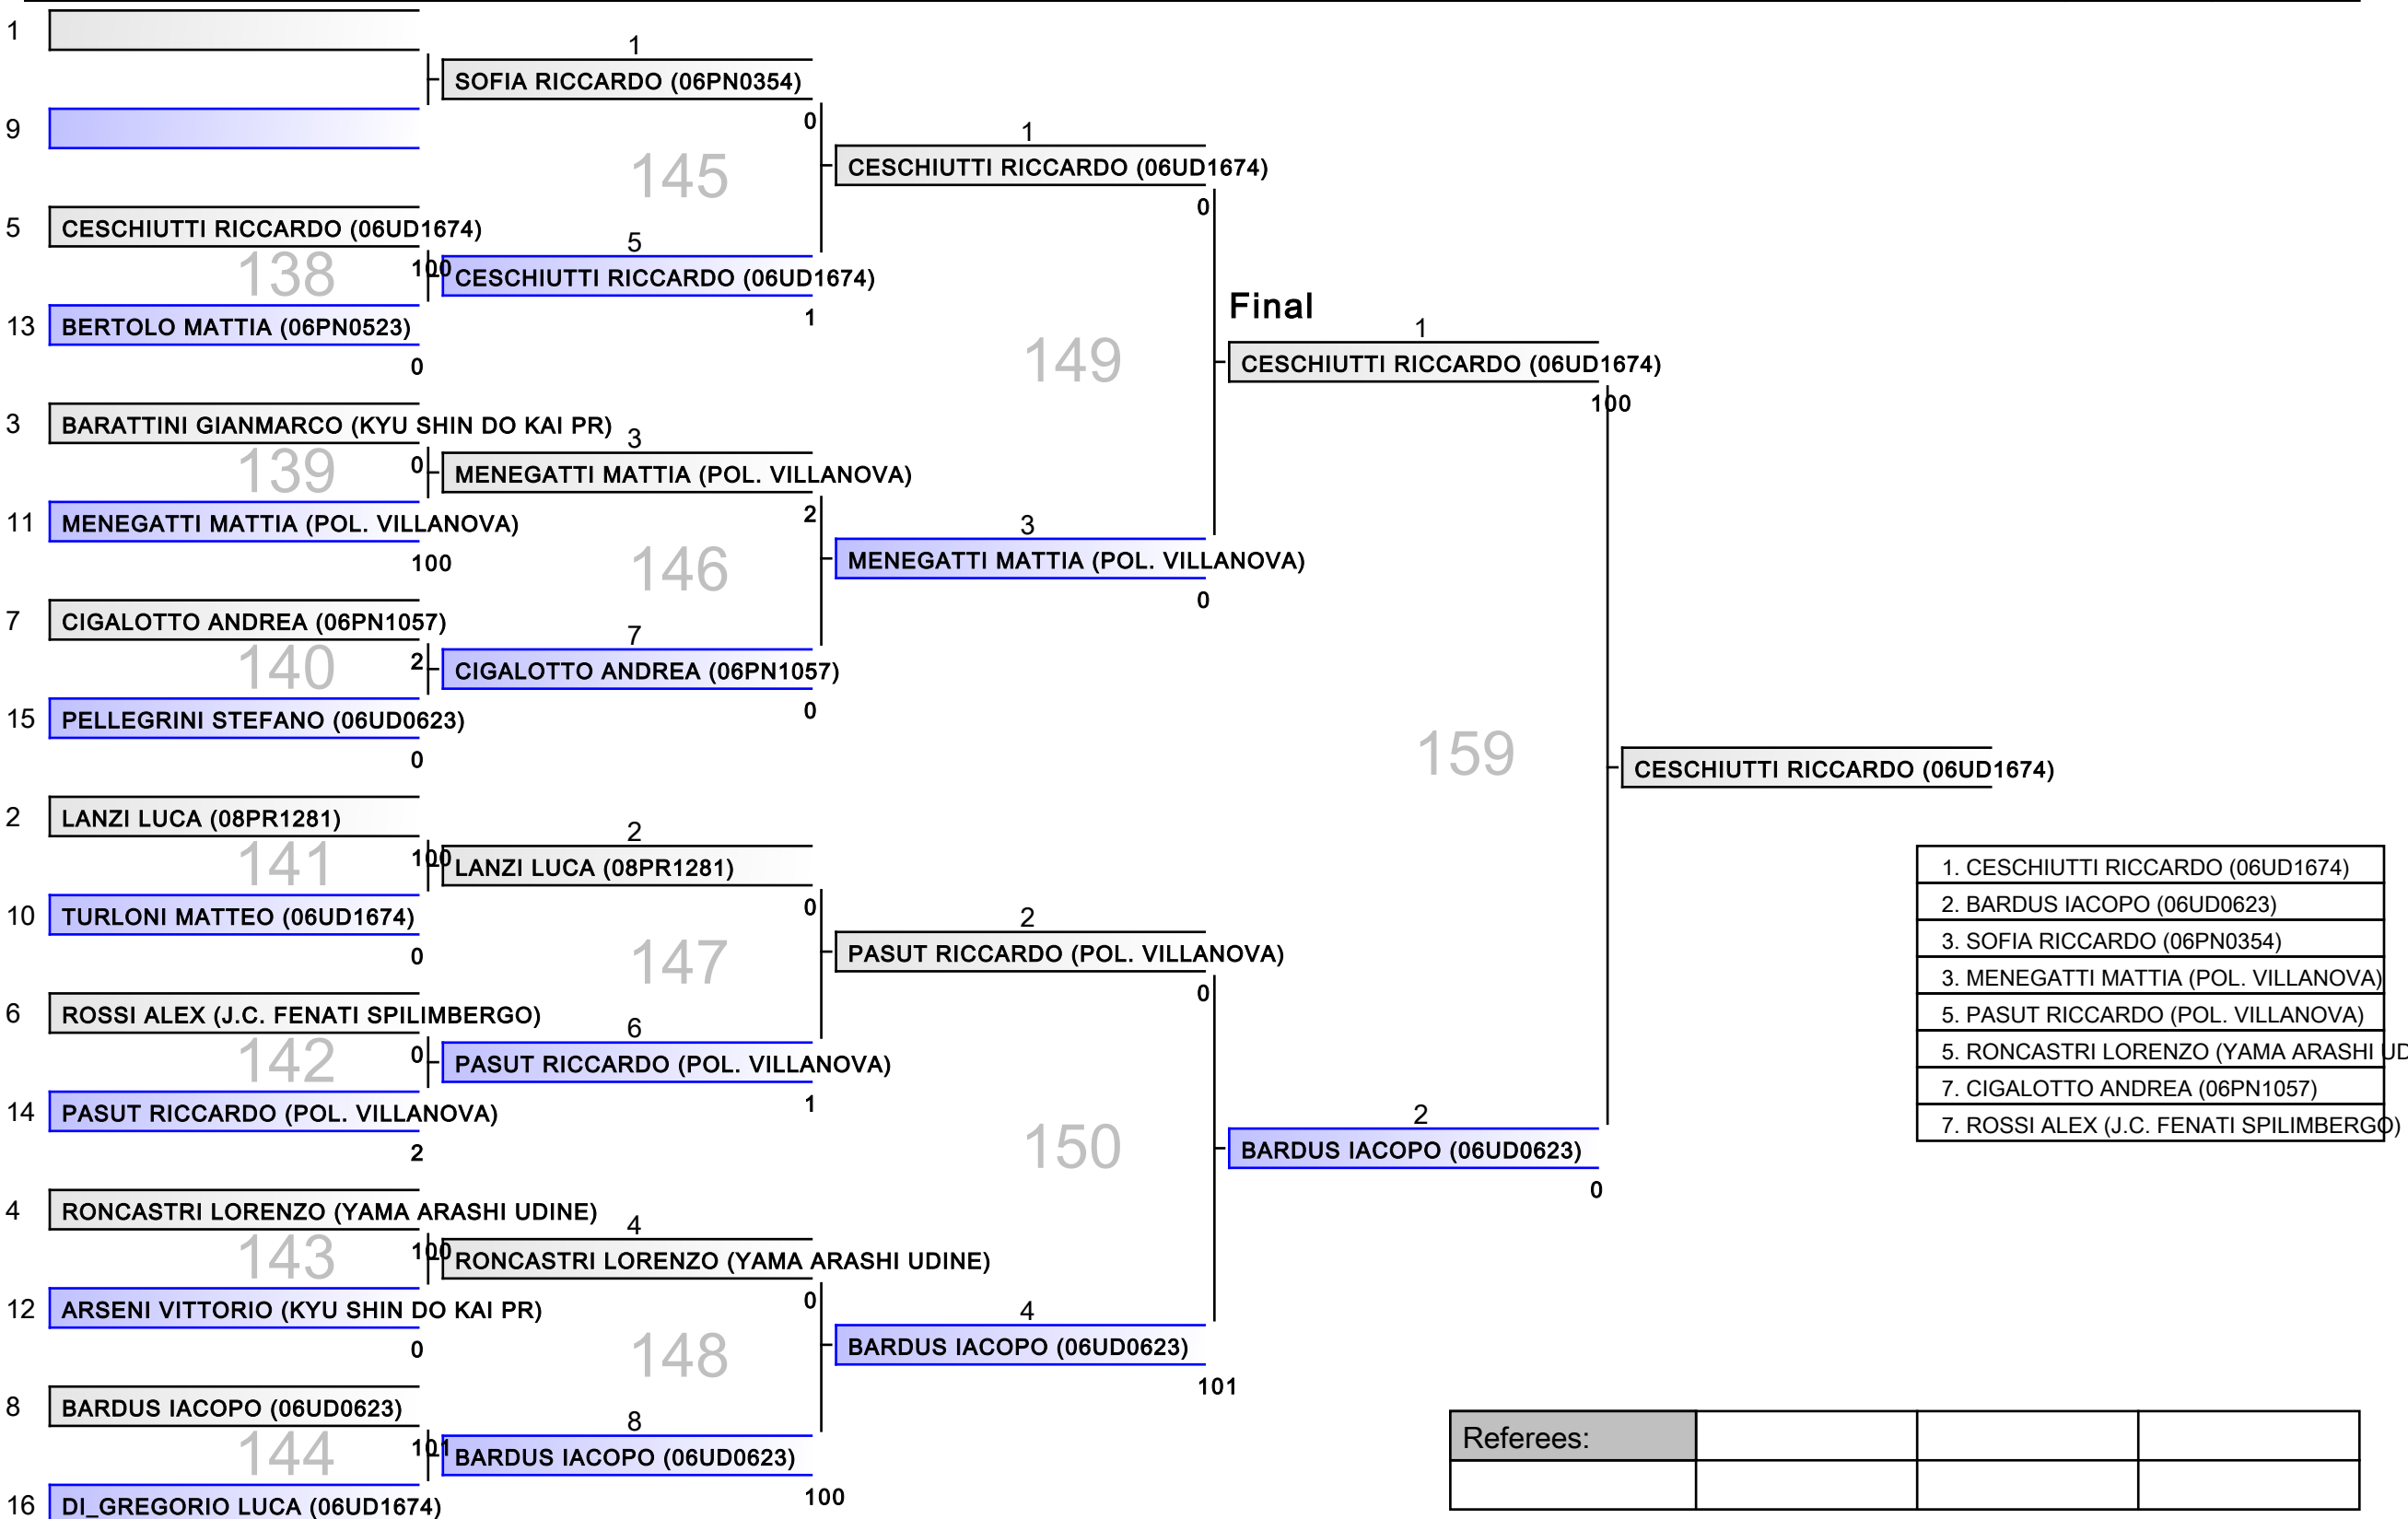 1
1
SOFIA RICCARDO (06PN0354)
0
9
1
145
CESCHIUTTI RICCARDO (06UD1674)
0
5
CESCHIUTTI RICCARDO (06UD1674)
5
138
100
CESCHIUTTI RICCARDO (06UD1674)
1
Final
13
BERTOLO MATTIA (06PN0523)
1
0
149
CESCHIUTTI RICCARDO (06UD1674)
100
3
BARATTINI GIANMARCO (KYU SHIN DO KAI PR)
3
139
0
MENEGATTI MATTIA (POL. VILLANOVA)
2
11
MENEGATTI MATTIA (POL. VILLANOVA)
3
100
146
MENEGATTI MATTIA (POL. VILLANOVA)
0
7
CIGALOTTO ANDREA (06PN1057)
7
140
2
CIGALOTTO ANDREA (06PN1057)
0
15
PELLEGRINI STEFANO (06UD0623)
0
159
CESCHIUTTI RICCARDO (06UD1674)
2
LANZI LUCA (08PR1281)
2
141
100
LANZI LUCA (08PR1281)
0
10
TURLONI MATTEO (06UD1674)
2
0
147
PASUT RICCARDO (POL. VILLANOVA)
0
6
ROSSI ALEX (J.C. FENATI SPILIMBERGO)
6
142
0
PASUT RICCARDO (POL. VILLANOVA)
1
14
PASUT RICCARDO (POL. VILLANOVA)
2
2
150
BARDUS IACOPO (06UD0623)
0
4
RONCASTRI LORENZO (YAMA ARASHI UDINE)
4
143
100
RONCASTRI LORENZO (YAMA ARASHI UDINE)
0
12
ARSENI VITTORIO (KYU SHIN DO KAI PR)
4
0
148
BARDUS IACOPO (06UD0623)
101
8
BARDUS IACOPO (06UD0623)
8
144
101
BARDUS IACOPO (06UD0623)
100
16
DI_GREGORIO LUCA (06UD1674)
1. CESCHIUTTI RICCARDO (06UD1674)
2. BARDUS IACOPO (06UD0623)
3. SOFIA RICCARDO (06PN0354)
3. MENEGATTI MATTIA (POL. VILLANOVA)
5. PASUT RICCARDO (POL. VILLANOVA)
5. RONCASTRI LORENZO (YAMA ARASHI UD
7. CIGALOTTO ANDREA (06PN1057)
7. ROSSI ALEX (J.C. FENATI SPILIMBERGO)
Referees: